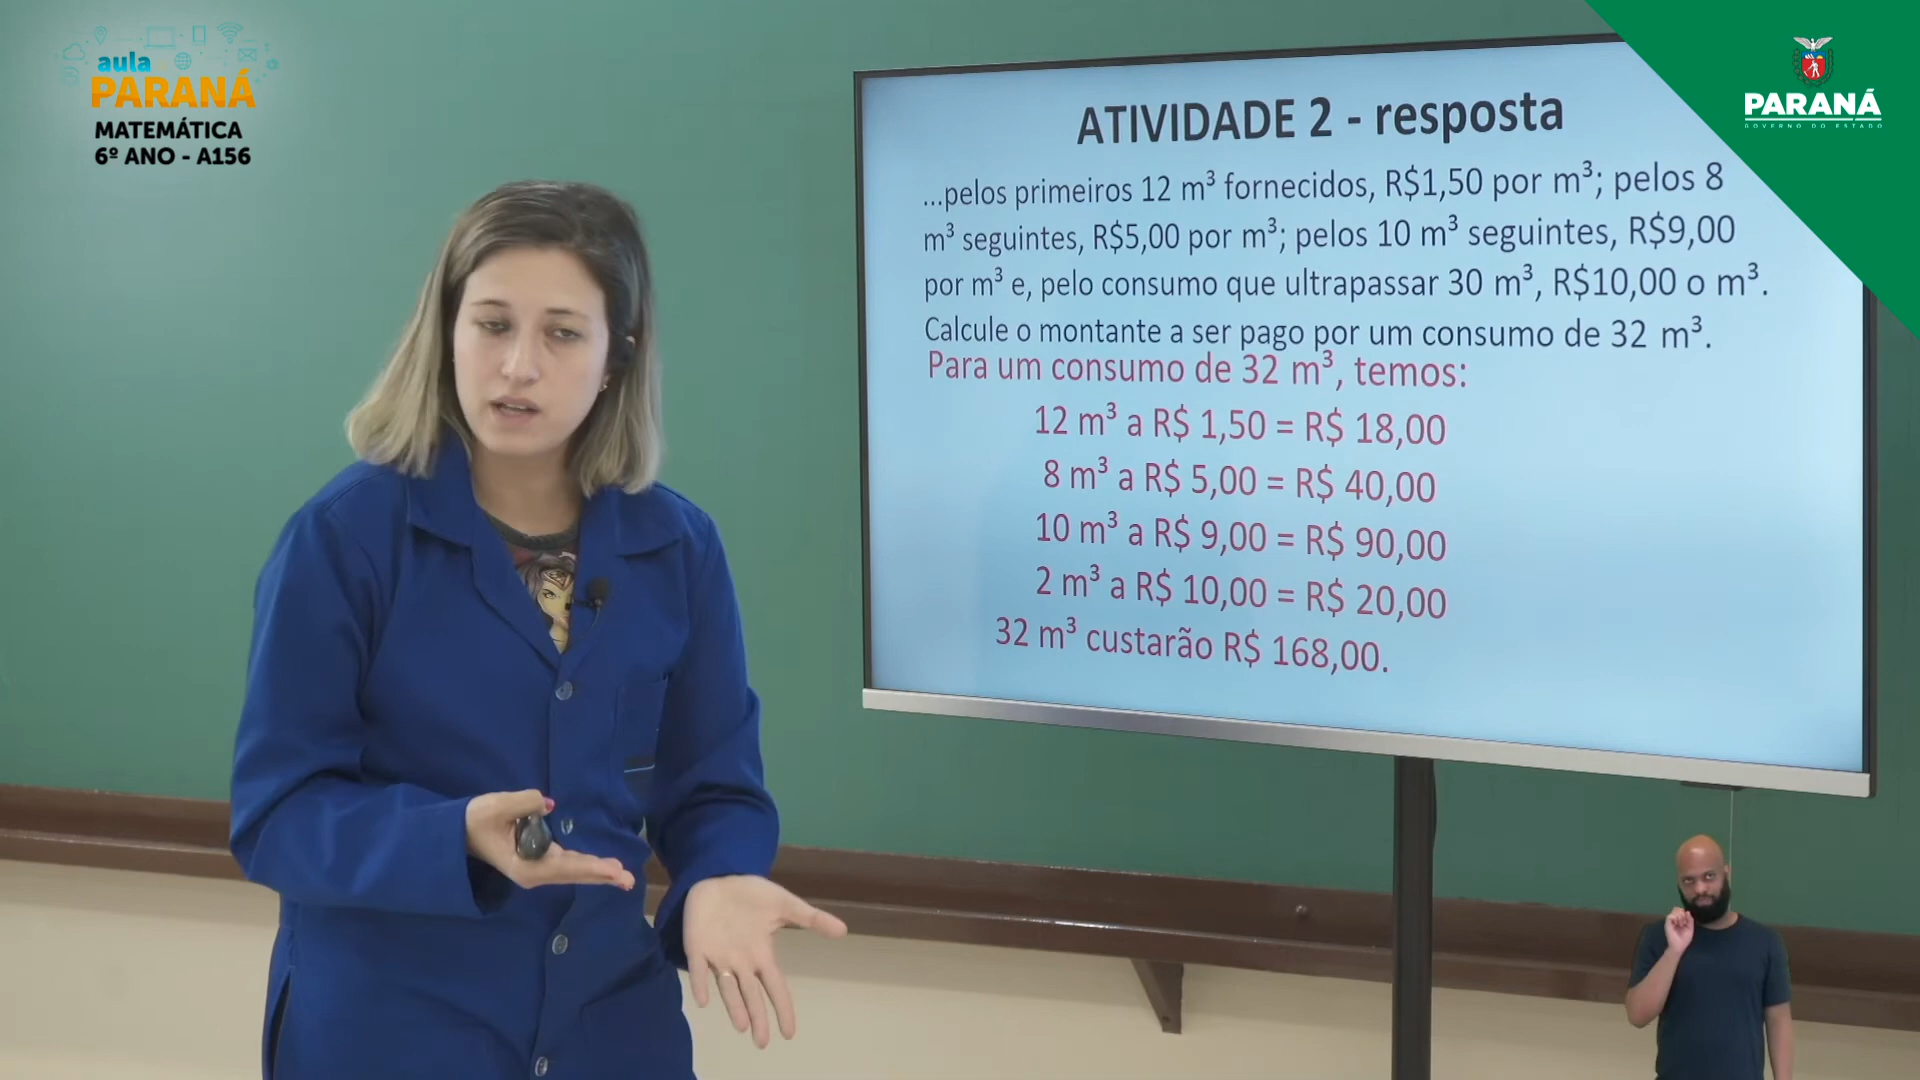 aula
PARANÁ
MATEMÁTICA
6º ANO - A156
PARANÁ
GOVERNO DO ESTADO
ATIVIDADE 2 - resposta
...pelos primeiros 12 m³ fornecidos, R$1,50 por m³; pelos 8
m³ seguintes, R$5,00 por m³; pelos 10 m³ seguintes, R$9,00
por m³ e, pelo consumo que ultrapassar 30 m³, R$10,00 o m³.
Calcule o montante a ser pago por um consumo de 32 m³.
Para um consumo de 32 m³, temos:
12 m³ a R$ 1,50 = R$ 18,00
8 m³ a R$ 5,00 = R$ 40,00
10 m³ a R$ 9,00 = R$ 90,00
2 m³ a R$ 10,00 = R$ 20,00
32 m³ custarão R$ 168,00.